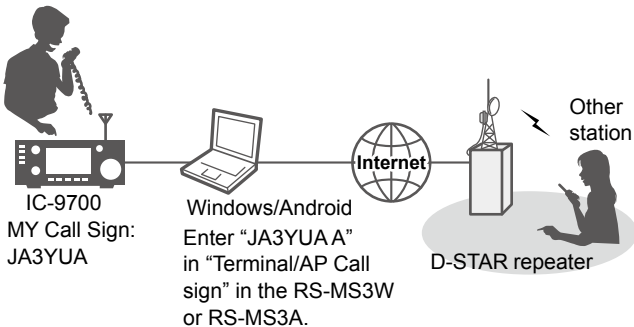 Other
station
Internet
IC-9700
MY Call Sign:
JA3YUA
Windows/Android
Enter “JA3YUA A”
in “Terminal/AP Call
sign” in the RS-MS3W
or RS-MS3A.
D-STAR repeater